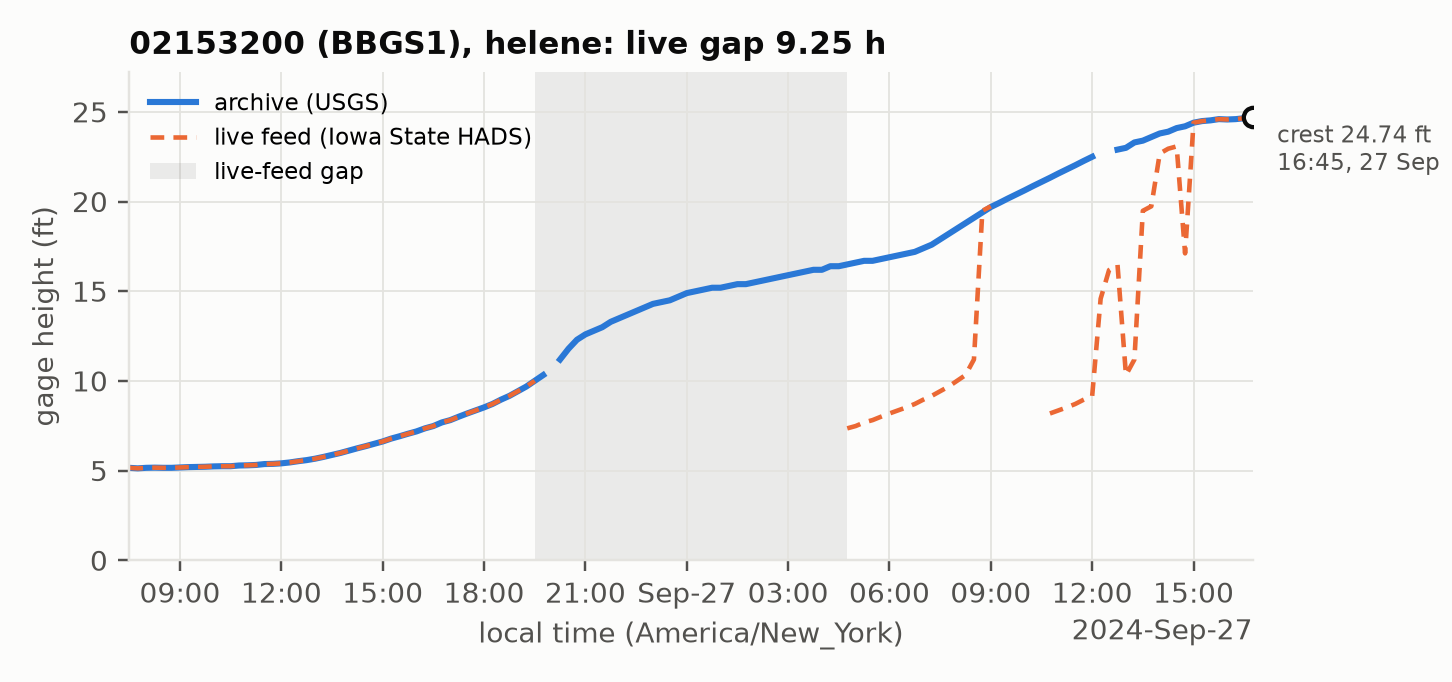 02153200 (BBGS1), helene: live gap 9.25 h
archive (USGS)
live feed (Iowa State HADS)
live-feed gap
crest 24.74 ft
16:45, 27 Sep
gage height (ft)
25
20
15
10
5
0
09:00 12:00 15:00 18:00 21:00 Sep-27 03:00 06:00 09:00 12:00 15:00
2024-Sep-27
local time (America/New_York)